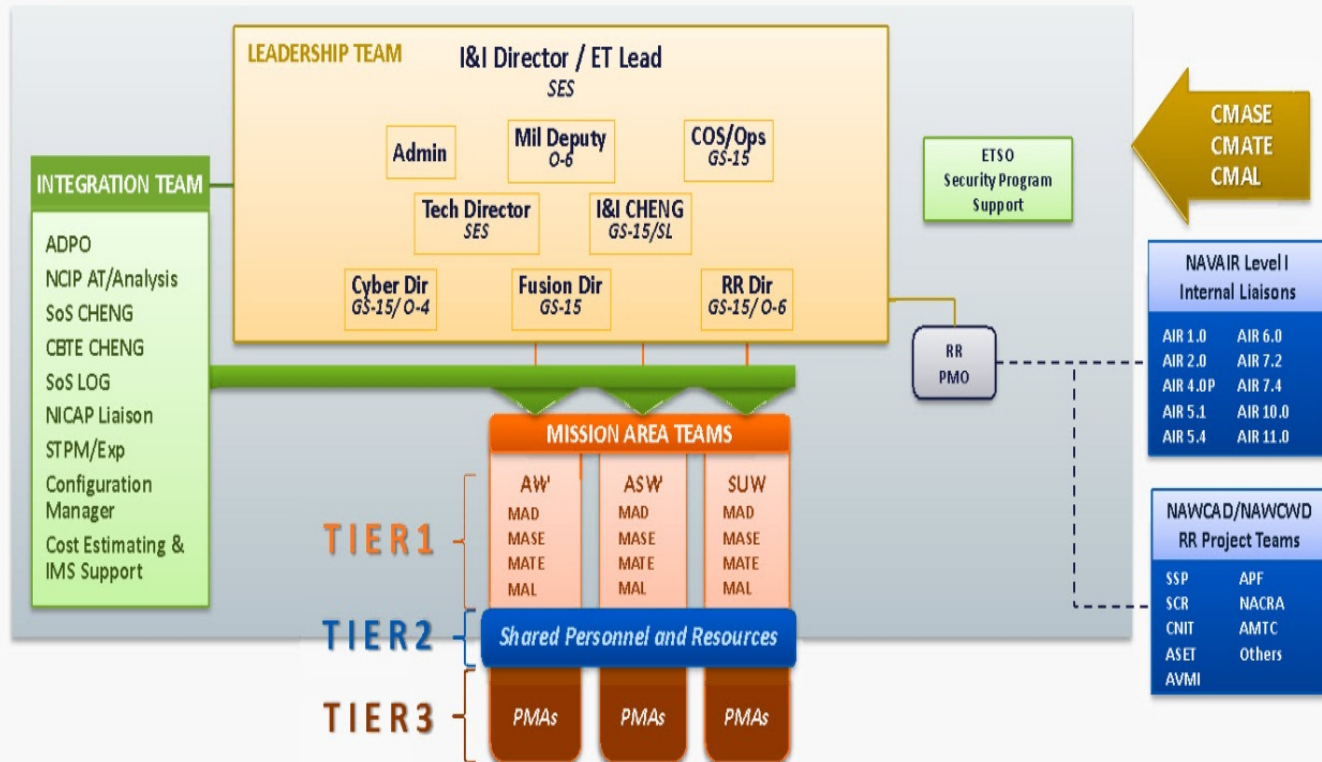 LEADERSHIP TEAM
I&I Director / ET Lead
SES
Admin
Mil Deputy
O-6
COS/Ops
GS-15
Tech Director
SES
I&I CHENG
GS-15/SL
Cyber Dir
GS-15/ O-4
Fusion Dir
GS-15
RR Dir
GS-15/ O-6
INTEGRATION TEAM
ADPO
NCIP AT/Analysis
SoS CHENG
CBTE CHENG
SoS LOG
NICAP Liaison
STPM/Exp
Configuration
Manager
Cost Estimating &
IMS Support
ETSO
Security Program
Support
CMASE
CMATE
CMAL
RR
PMO
NAVAIR Level I
Internal Liaisons
AIR 1.0 AIR 6.0
AIR 2.0 AIR 7.2
AIR 4.0P AIR 7.4
AIR 5.1 AIR 10.0
AIR 5.4 AIR 11.0
NAWCAD/NAWCWD
RR Project Teams
SSP APF
SCR NACRA
CNIT AMTC
ASET Others
AVMI
MISSION AREA TEAMS
TIER1
AW ASW SUW
MAD MAD MAD
MASE MASE MASE
MATE MATE MATE
MAL MAL MAL
TIER2
Shared Personnel and Resources
TIER3
PMAs PMAs PMAs